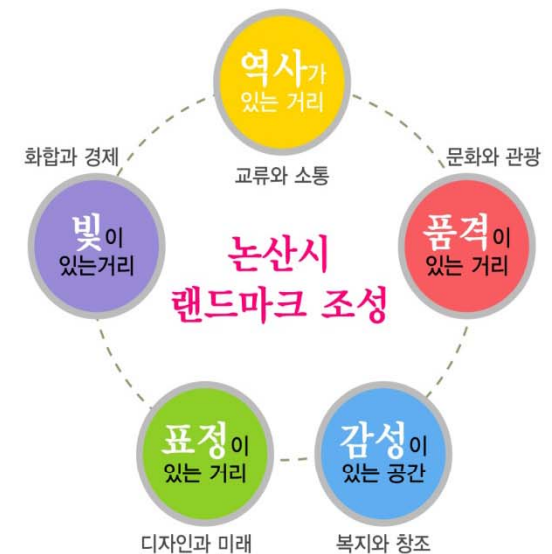 역사가
있는 거리
교류와 소통
문화와 관광
품격이
있는 거리
감성이
있는 공간
복지와 창조
표정이
있는 거리
디자인과 미래
화합과 경제
빛이
있는거리
논산시
랜드마크 조성